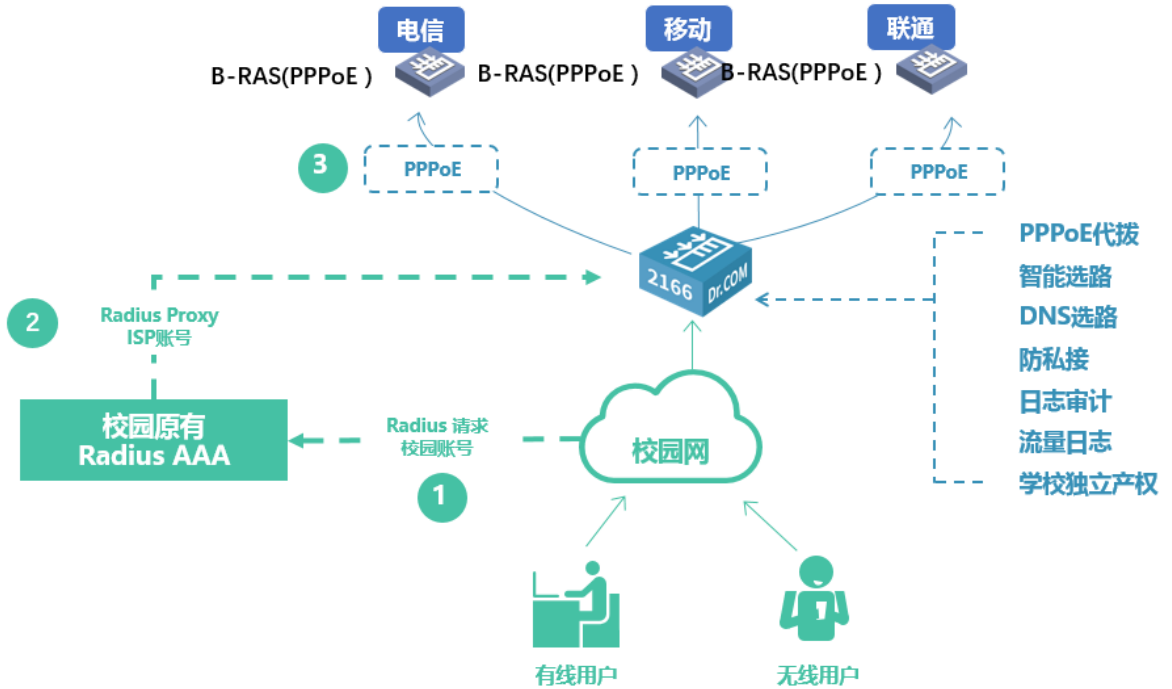 电信
移动
联通
B-RAS(PPPoE )
B-RAS(PPPoE )
B-RAS(PPPoE )
3
PPPoE
PPPoE
PPPoE
2166
Dr.COM
PPPoE代拨
智能选路
DNS选路
防私接
日志审计
流量日志
学校独立产权
2
Radius Proxy
ISP账号
校园原有
Radius AAA
Radius 请求
校园账号
1
校园网
有线用户
无线用户